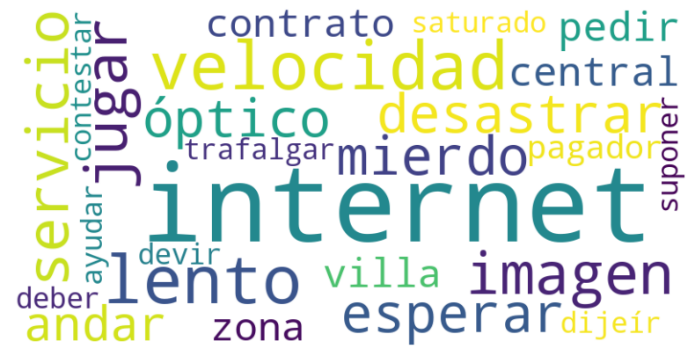 contrato
saturado
pedir
servicio
contestar
jugar
velocidad
central
óptico
desastrar
trafalgar
mierdo
pagador
suponer
internet
ayudar
devir
lento
villa
imagen
deber
andar
zona
esperar
dijeír